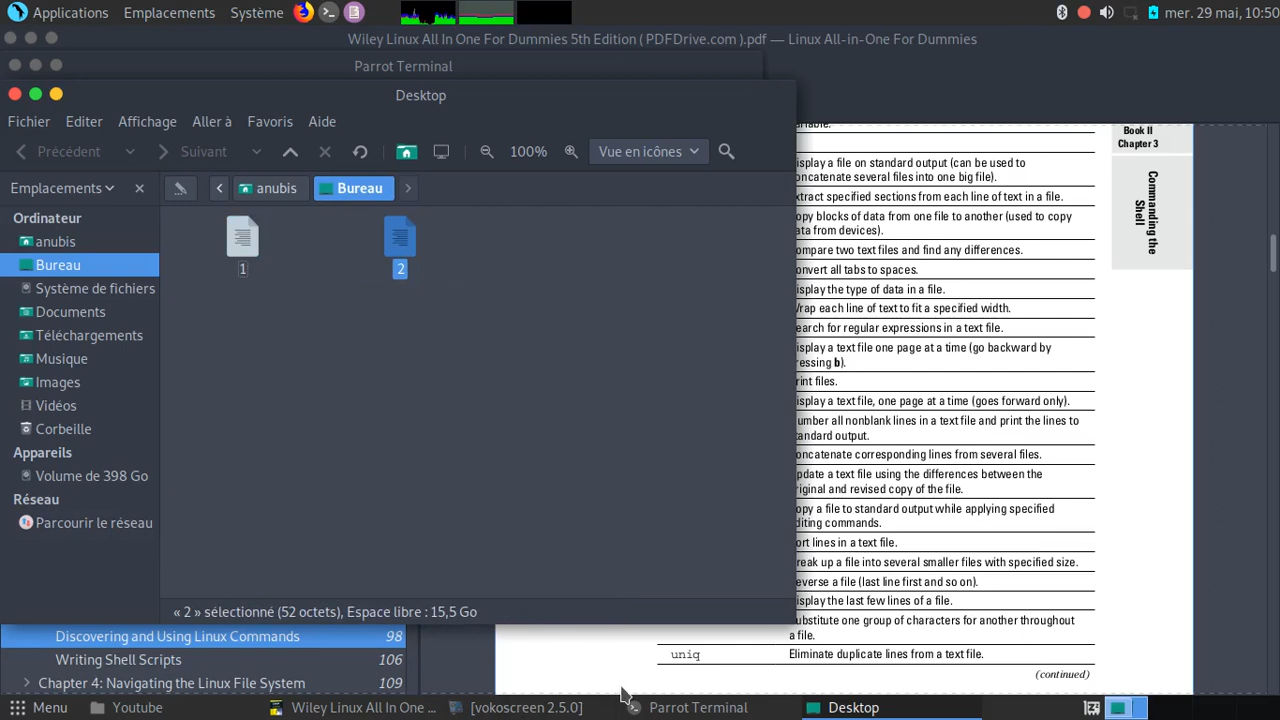 Applications Emplacements Système mer. 29 mai, 10:50
Wiley Linux All In One For Dummies 5th Edition ( PDFDrive.com ).pdf — Linux All-in-One For Dummies
Parrot Terminal
Desktop
Fichier Editer Affichage Aller à Favoris Aide
Précédent Suivant 100% Vue en icônes
Emplacements anubis Bureau
Ordinateur
anubis
Bureau
Système de fichiers
Documents
Téléchargements
Musique
Images
Vidéos
Corbeille
Appareils
Volume de 398 Go
Réseau
Parcourir le réseau
1 2
« 2 » sélectionné (52 octets), Espace libre : 15,5 Go
Book II
Chapter 3
Commanding the
Shell
ariable.
isplay a file on standard output (can be used to
oncatenate several files into one big file).
xtract specified sections from each line of text in a file.
opy blocks of data from one file to another (used to copy
ata from devices).
ompare two text files and find any differences.
onvert all tabs to spaces.
isplay the type of data in a file.
Wrap each line of text to fit a specified width.
earch for regular expressions in a text file.
isplay a text file one page at a time (go backward by
ressing b).
rint files.
isplay a text file, one page at a time (goes forward only).
umber all nonblank lines in a text file and print the lines to
tandard output.
oncatenate corresponding lines from several files.
pdate a text file using the differences between the
riginal and revised copy of the file.
opy a file to standard output while applying specified
diting commands.
ort lines in a text file.
reak up a file into several smaller files with specified size.
everse a file (last line first and so on).
isplay the last few lines of a file.
ubstitute one group of characters for another throughout
a file.
uniq Eliminate duplicate lines from a text file.
(continued)
Discovering and Using Linux Commands 98
Writing Shell Scripts 106
Chapter 4: Navigating the Linux File System 109
Menu Youtube Wiley Linux All In One ... [vokoscreen 2.5.0] Parrot Terminal Desktop